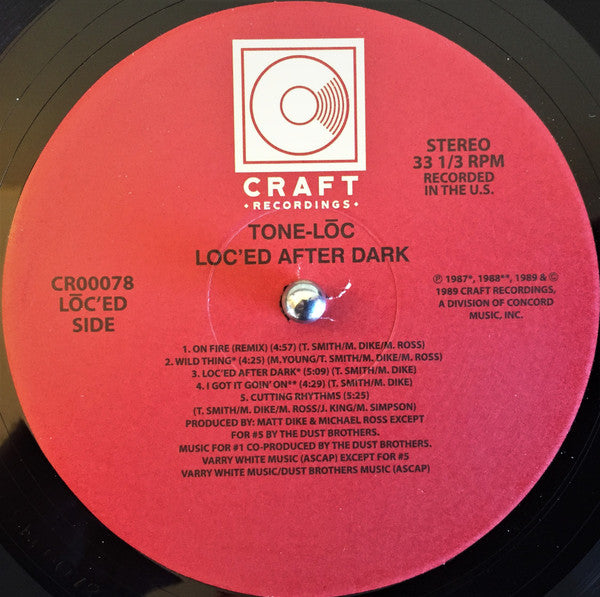 CRAFT
• RECORDINGS •
STEREO
33 1/3 RPM
RECORDED
IN THE U.S.
TONE-LŌC
LOC'ED AFTER DARK
CR00078
LŌC'ED
SIDE
℗ 1987*, 1988**, 1989 & ©
1989 CRAFT RECORDINGS,
A DIVISION OF CONCORD
MUSIC, INC.
1. ON FIRE (REMIX) (4:57) (T. SMITH/M. DIKE/M. ROSS)
2. WILD THING* (4:25) (M.YOUNG/T. SMITH/M. DIKE/M. ROSS)
3. LOC'ED AFTER DARK* (5:09) (T. SMITH/M. DIKE)
4. I GOT IT GOIN' ON** (4:29) (T. SMITH/M. DIKE)
5. CUTTING RHYTHMS (5:25)
(T. SMITH/M. DIKE/M. ROSS/J. KING/M. SIMPSON)
PRODUCED BY: MATT DIKE & MICHAEL ROSS EXCEPT
FOR #5 BY THE DUST BROTHERS.
MUSIC FOR #1 CO-PRODUCED BY THE DUST BROTHERS.
VARRY WHITE MUSIC (ASCAP) EXCEPT FOR #5
VARRY WHITE MUSIC/DUST BROTHERS MUSIC (ASCAP)